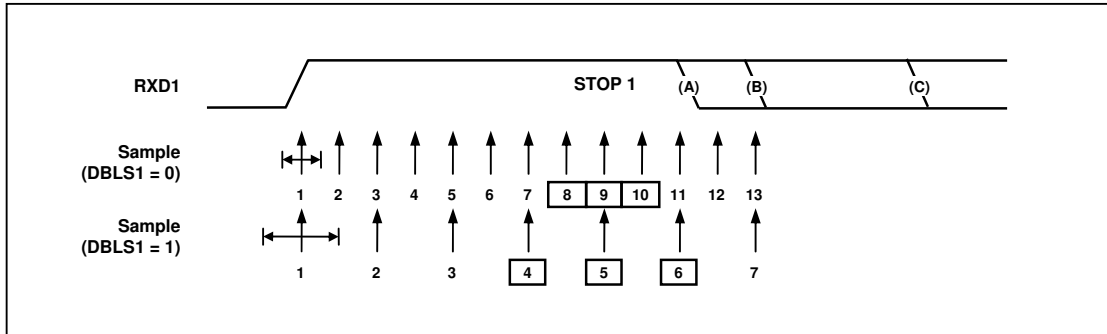 RXD1
STOP 1
(A)
(B)
(C)
Sample
(DBLS1 = 0)
1 2 3 4 5 6 7 8 9 10 11 12 13
Sample
(DBLS1 = 1)
1 2 3 4 5 6 7